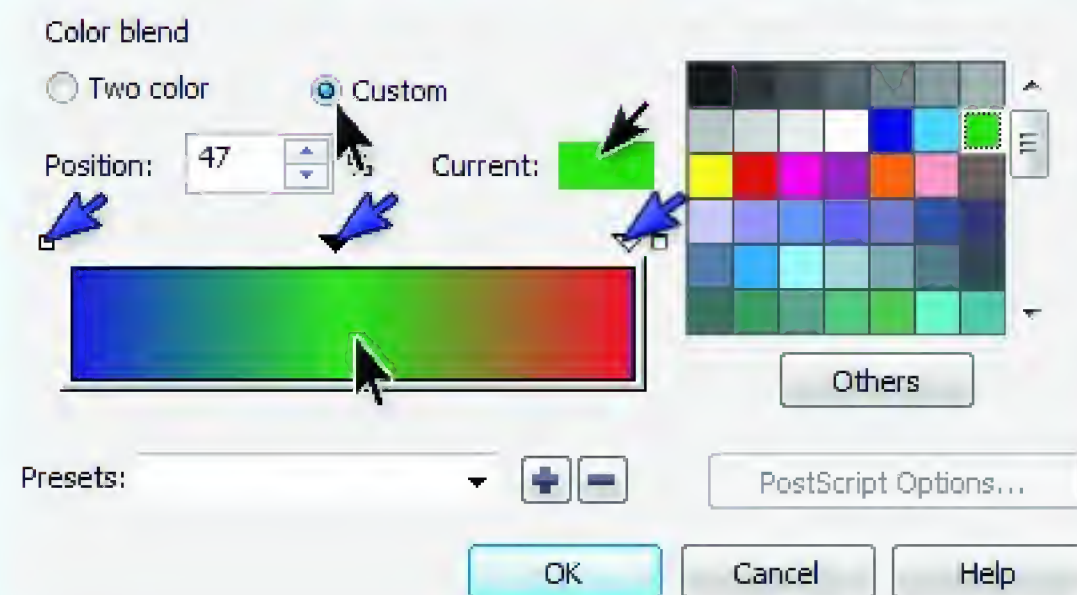 Color blend
Two color
Custom
Position: 47 %
Current:
Others
Presets:
PostScript Options...
OK
Cancel
Help